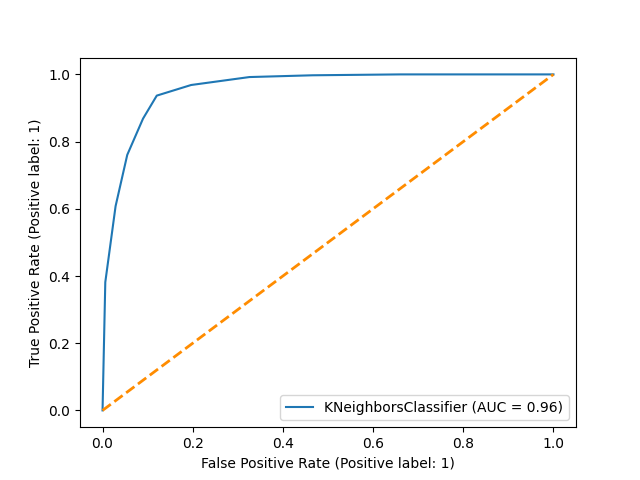 True Positive Rate (Positive label: 1)
1.0
0.8
0.6
0.4
0.2
0.0
KNeighborsClassifier (AUC = 0.96)
0.0 0.2 0.4 0.6 0.8 1.0
False Positive Rate (Positive label: 1)